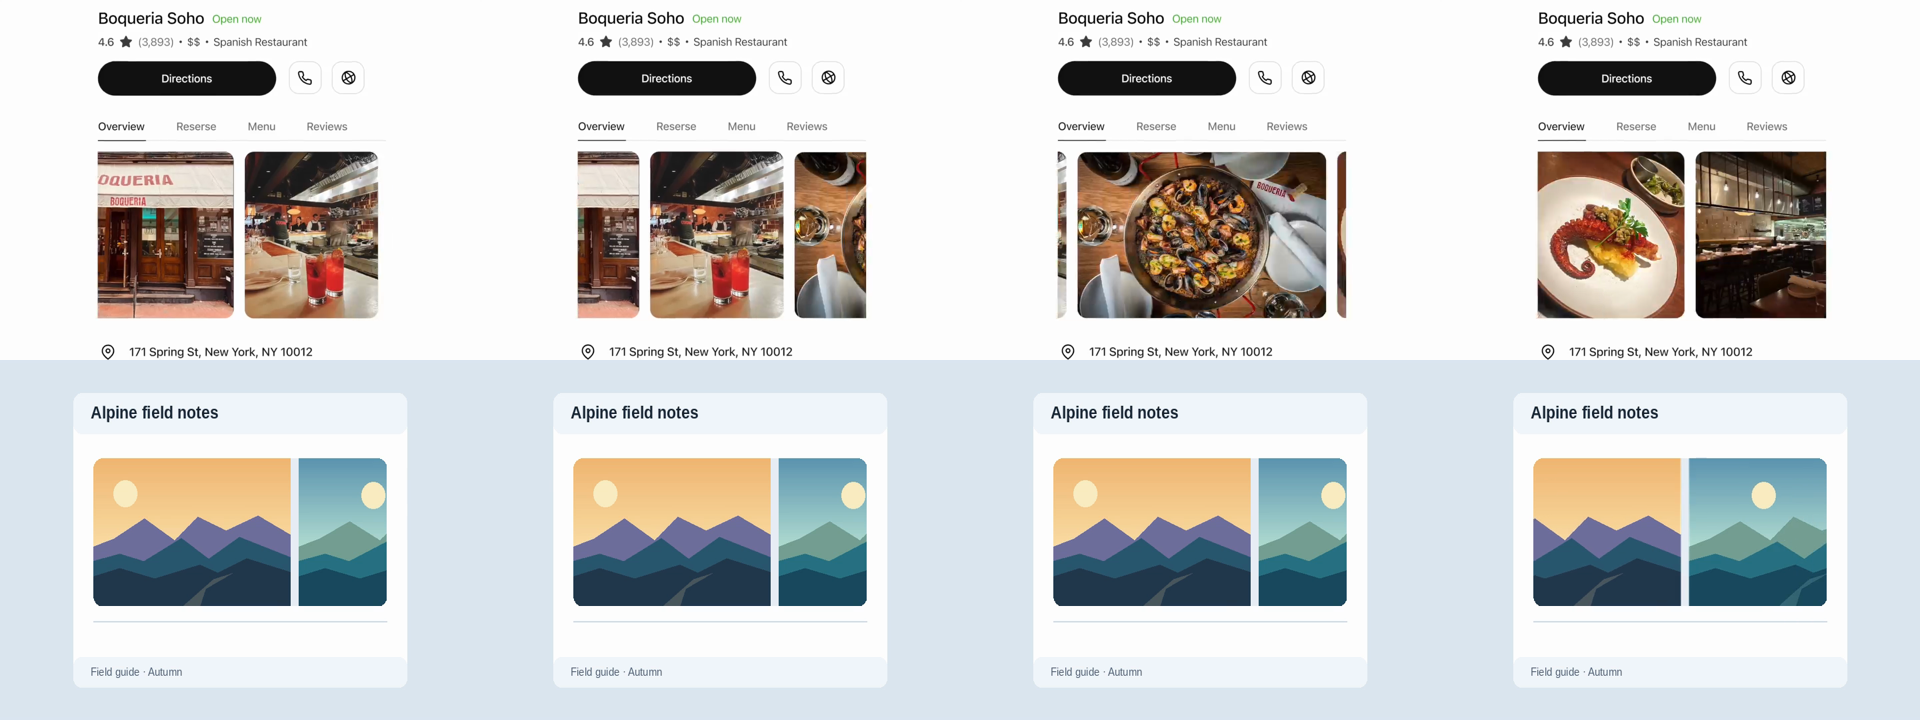 Boqueria Soho Open now
4.6 ★ (3,893) • $$ • Spanish Restaurant
Directions
Overview Reserse Menu Reviews
OQUERIA
BOQUERIA
171 Spring St, New York, NY 10012
Boqueria Soho Open now
4.6 ★ (3,893) • $$ • Spanish Restaurant
Directions
Overview Reserse Menu Reviews
171 Spring St, New York, NY 10012
Boqueria Soho Open now
4.6 ★ (3,893) • $$ • Spanish Restaurant
Directions
Overview Reserse Menu Reviews
BOQUERIA
171 Spring St, New York, NY 10012
Boqueria Soho Open now
4.6 ★ (3,893) • $$ • Spanish Restaurant
Directions
Overview Reserse Menu Reviews
171 Spring St, New York, NY 10012
Alpine field notes
Field guide · Autumn
Alpine field notes
Field guide · Autumn
Alpine field notes
Field guide · Autumn
Alpine field notes
Field guide · Autumn